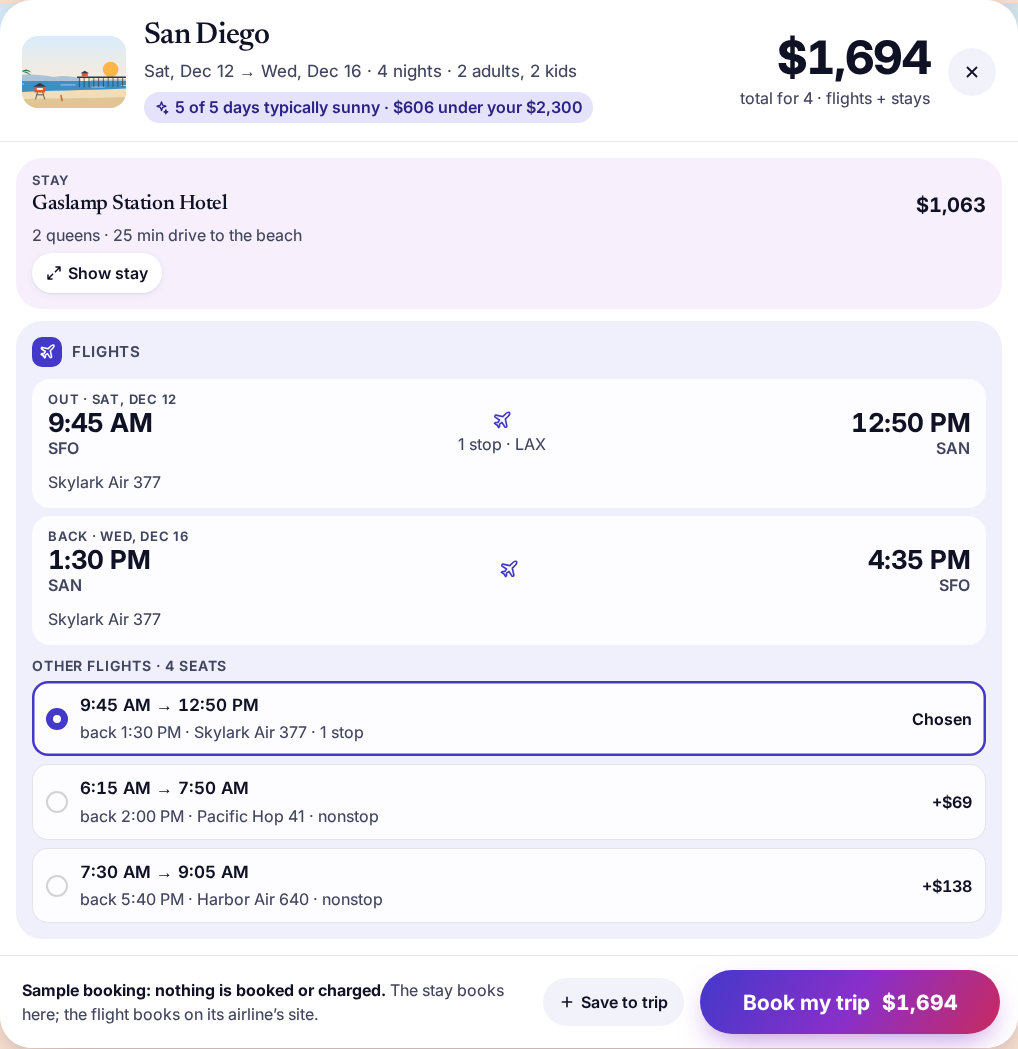 San Diego
Sat, Dec 12 → Wed, Dec 16 · 4 nights · 2 adults, 2 kids
5 of 5 days typically sunny · $606 under your $2,300
$1,694
total for 4 · flights + stays
STAY
Gaslamp Station Hotel
$1,063
2 queens · 25 min drive to the beach
Show stay
FLIGHTS
OUT · SAT, DEC 12
9:45 AM
SFO
1 stop · LAX
12:50 PM
SAN
Skylark Air 377
BACK · WED, DEC 16
1:30 PM
SAN
4:35 PM
SFO
Skylark Air 377
OTHER FLIGHTS · 4 SEATS
9:45 AM → 12:50 PM
back 1:30 PM · Skylark Air 377 · 1 stop
Chosen
6:15 AM → 7:50 AM
back 2:00 PM · Pacific Hop 41 · nonstop
+$69
7:30 AM → 9:05 AM
back 5:40 PM · Harbor Air 640 · nonstop
+$138
Sample booking: nothing is booked or charged. The stay books
here; the flight books on its airline’s site.
+ Save to trip
Book my trip $1,694